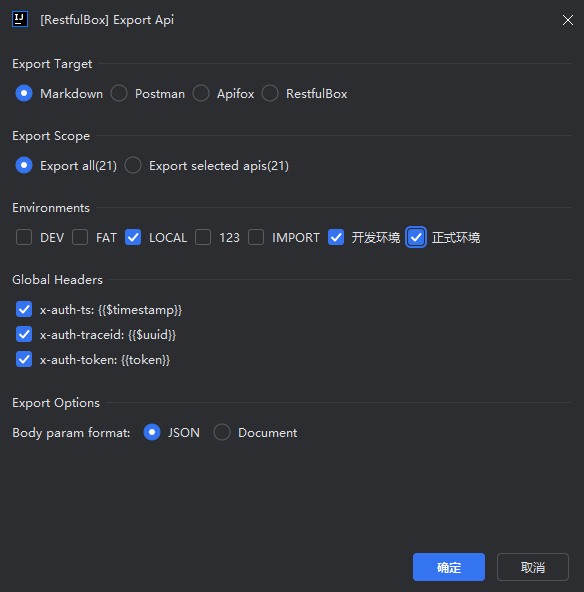 IJ [RestfulBox] Export Api
Export Target
Markdown Postman Apifox RestfulBox
Export Scope
Export all(21) Export selected apis(21)
Environments
DEV FAT LOCAL 123 IMPORT 开发环境 正式环境
Global Headers
x-auth-ts: {{$timestamp}}
x-auth-traceid: {{$uuid}}
x-auth-token: {{token}}
Export Options
Body param format: JSON Document
确定 取消